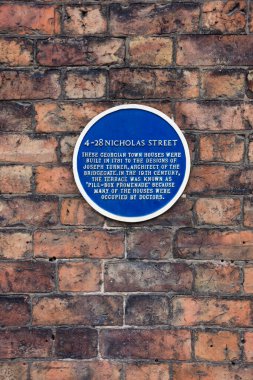 4-28 NICHOLAS STREET
THESE GEORGIAN TOWN HOUSES WERE
BUILT IN 1781 TO THE DESIGNS OF
JOSEPH TURNER, ARCHITECT OF THE
BRIDGEGATE. IN THE 19TH CENTURY,
THE TERRACE WAS KNOWN AS
"PILL-BOX PROMENADE" BECAUSE
MANY OF THE HOUSES WERE
OCCUPIED BY DOCTORS.